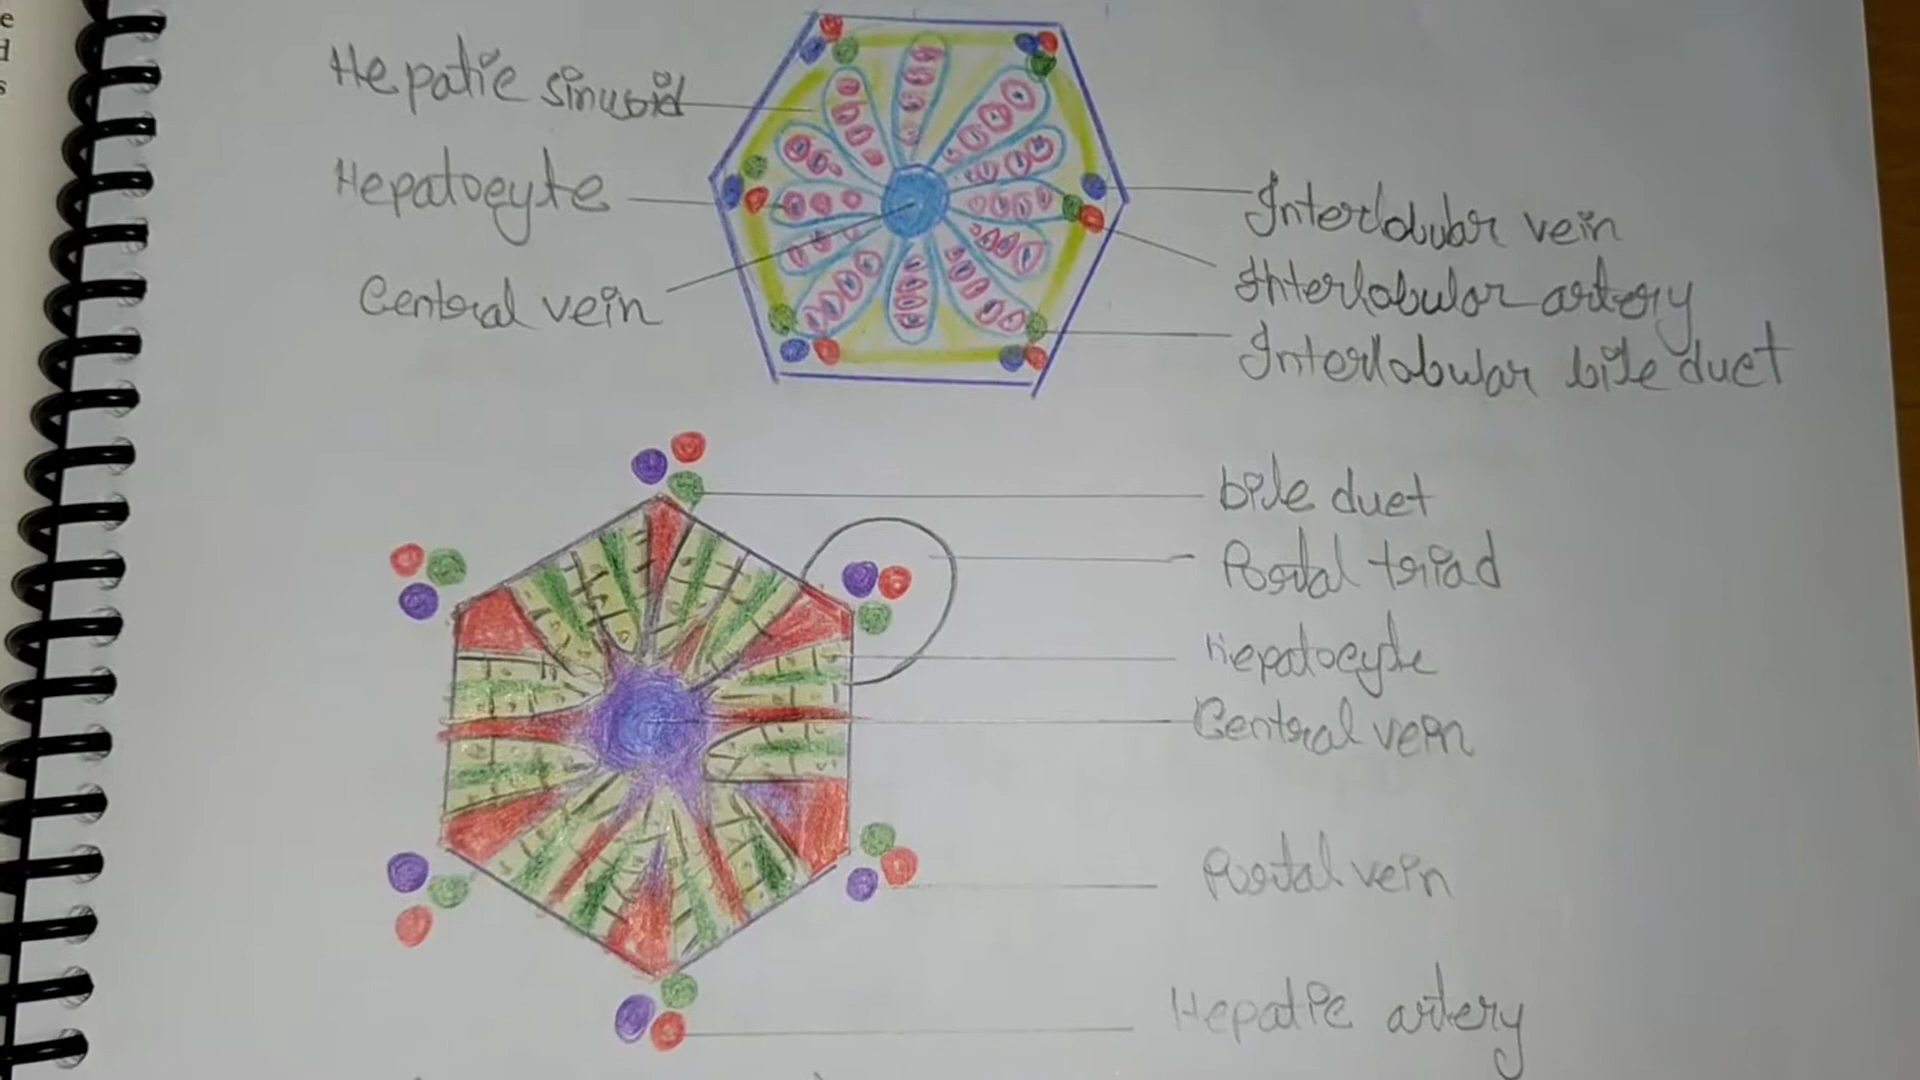 Hepatic sinusoid
Hepatocyte
Central vein
Interlobular vein
Interlobular artery
Interlobular bile duct
bile duct
Portal triad
Hepatocyte
Central vein
Portal vein
Hepatic artery